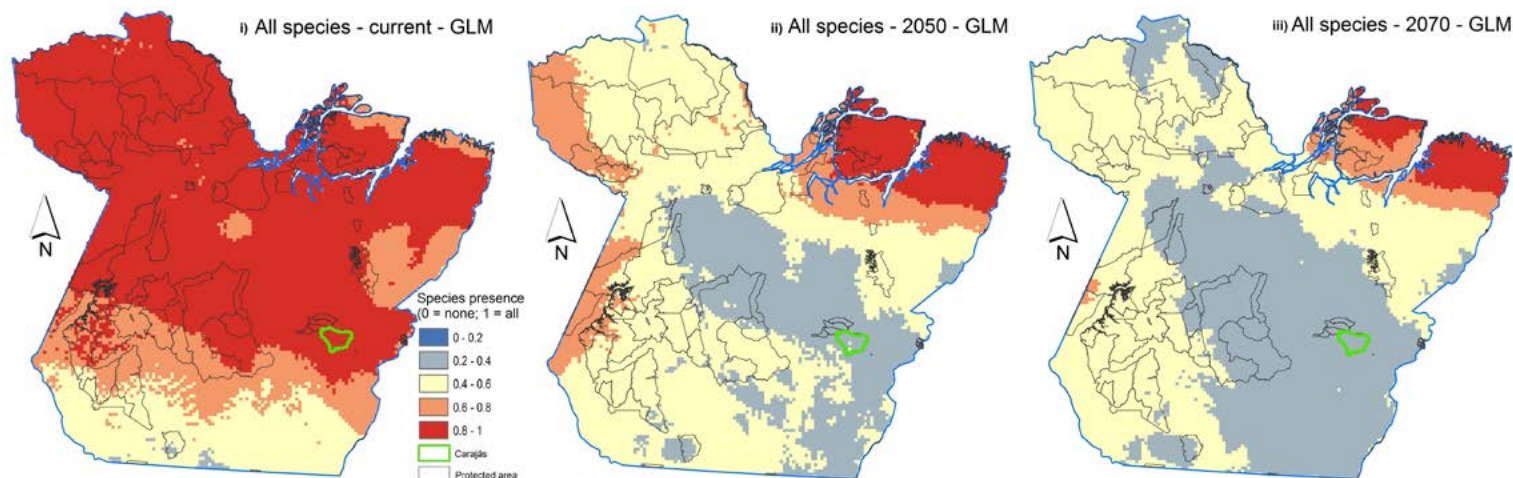 i) All species - current - GLM
ii) All species - 2050 - GLM
iii) All species - 2070 - GLM
N
N
N
Species presence
(0 = none; 1 = all
0 - 0.2
0.2 - 0.4
0.4 - 0.6
0.6 - 0.8
0.8 - 1
Carajás
Protected area